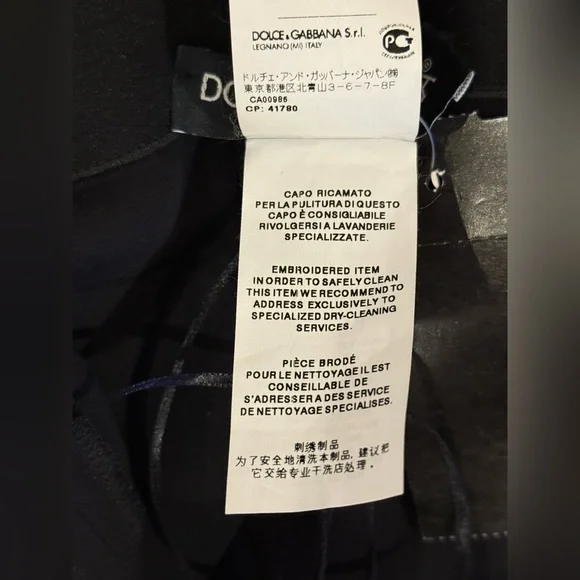 DOLCE & GABBANA S.r.l.
LEGNANO (MI) ITALY
ドルチェ・アンド・ガッバーナ・ジャパン㈱
東京都港区北青山3-6-7-8F
CA00986
CP: 41780
CAPO RICAMATO
PER LA PULITURA DI QUESTO
CAPO È CONSIGLIABILE
RIVOLGERSI A LAVANDERIE
SPECIALIZZATE.
EMBROIDERED ITEM
IN ORDER TO SAFELY CLEAN
THIS ITEM WE RECOMMEND TO
ADDRESS EXCLUSIVELY TO
SPECIALIZED DRY-CLEANING
SERVICES.
PIÈCE BRODÉ
POUR LE NETTOYAGE IL EST
CONSEILLABLE DE
S'ADRESSER A DES SERVICE
DE NETTOYAGE SPECIALISES.
刺绣制品
为了安全地清洗本制品, 建议把
它交给专业干洗店处理。